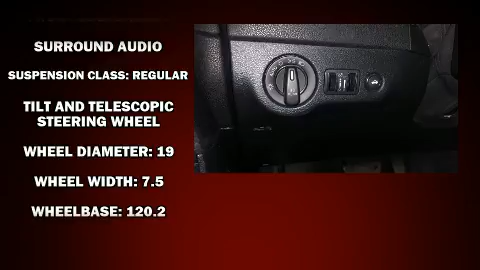 SURROUND AUDIO
SUSPENSION CLASS: REGULAR
TILT AND TELESCOPIC
STEERING WHEEL
WHEEL DIAMETER: 19
WHEEL WIDTH: 7.5
WHEELBASE: 120.2